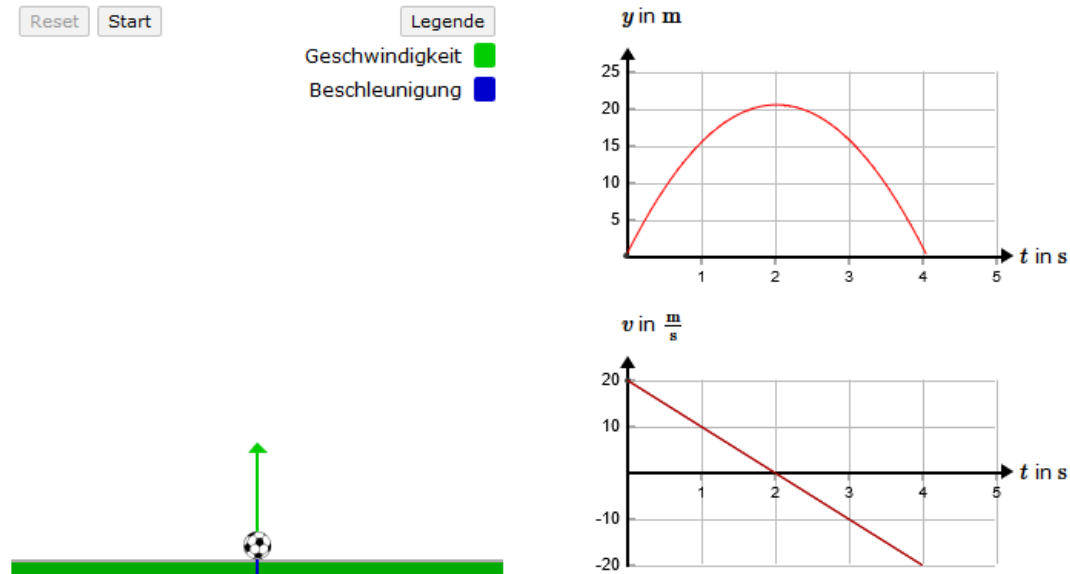 Reset Start Legende
Geschwindigkeit
Beschleunigung
y in m
25
20
15
10
5
1 2 3 4 5
t in s
v in m/s
20
10
-10
-20
1 2 3 4 5
t in s